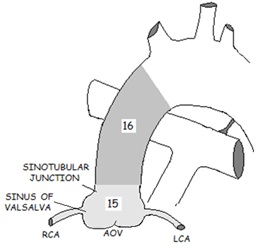 16
SINOTUBULAR
JUNCTION
SINUS OF
VALSALVA
15
RCA
AOV
LCA